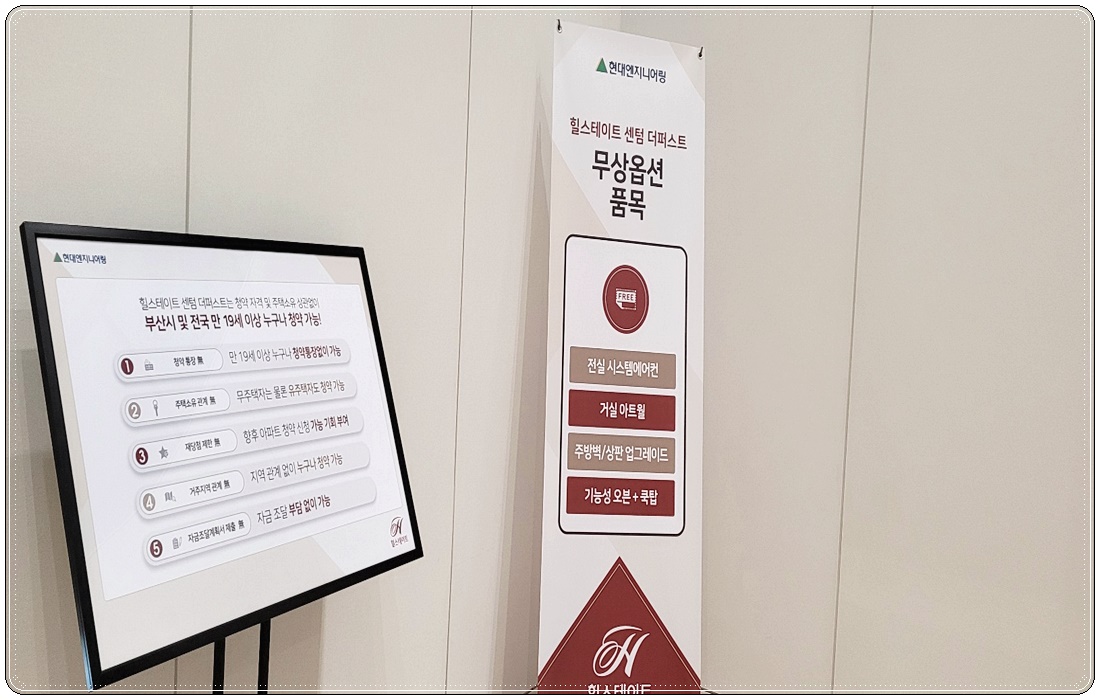 현대엔지니어링
힐스테이트 센텀 더퍼스트는 청약 자격 및 주택소유 상관없이
부산시 및 전국 만 19세 이상 누구나 청약 가능!
1 청약 통장 無 만 19세 이상 누구나 청약통장없이 가능
2 주택소유 관계 無 무주택자는 물론 유주택자도 청약 가능
3 재당첨 제한 無 향후 아파트 청약 신청 가능 기회 부여
4 거주지역 관계 無 지역 관계 없이 누구나 청약 가능
5 자금조달계획서 제출 無 자금 조달 부담 없이 가능
H
힐스테이트
현대엔지니어링
힐스테이트 센텀 더퍼스트
무상옵션
품목
FREE
전실 시스템에어컨
거실 아트월
주방벽/상판 업그레이드
기능성 오븐 + 쿡탑
H
힐스테이트